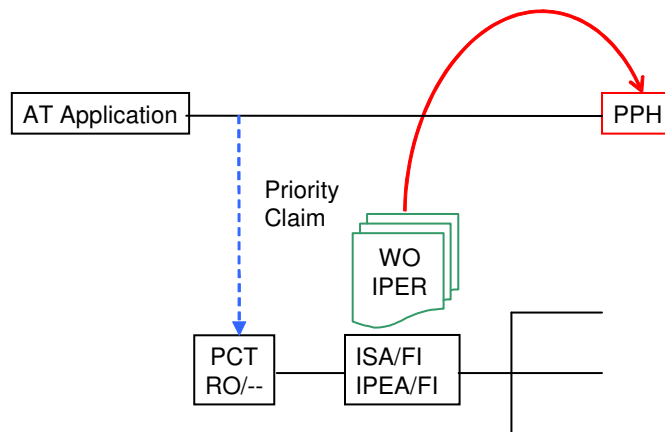 AT Application
PPH
Priority
Claim
WO
IPER
PCT
RO/--
ISA/FI
IPEA/FI